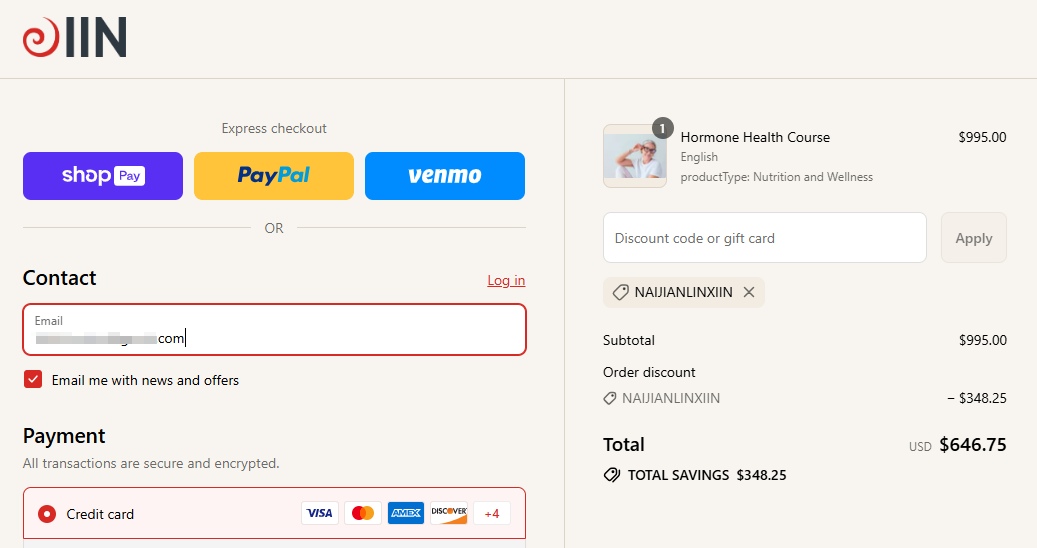 IIN
Express checkout
shop Pay
PayPal
venmo
OR
Contact
Log in
Email
com
Email me with news and offers
Payment
All transactions are secure and encrypted.
Credit card
VISA
AMEX
DISCOVER
+4
1
Hormone Health Course
$995.00
English
productType: Nutrition and Wellness
Discount code or gift card
Apply
NAIJIANLINXIIN
Subtotal
$995.00
Order discount
NAIJIANLINXIIN
− $348.25
Total
USD $646.75
TOTAL SAVINGS $348.25